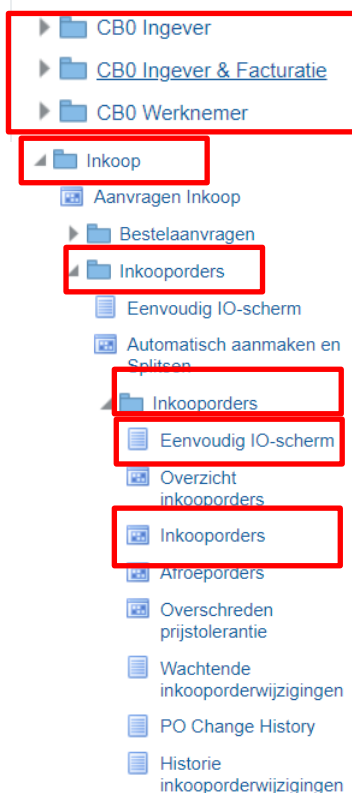 CB0 Ingever
CB0 Ingever & Facturatie
CB0 Werknemer
Inkoop
Aanvragen Inkoop
Bestelaanvragen
Inkooporders
Eenvoudig IO-scherm
Automatisch aanmaken en
Splitsen
Inkooporders
Eenvoudig IO-scherm
Overzicht
inkooporders
Inkooporders
Afroeporders
Overschreden
prijstolerantie
Wachtende
inkooporderwijzigingen
PO Change History
Historie
inkooporderwijzigingen